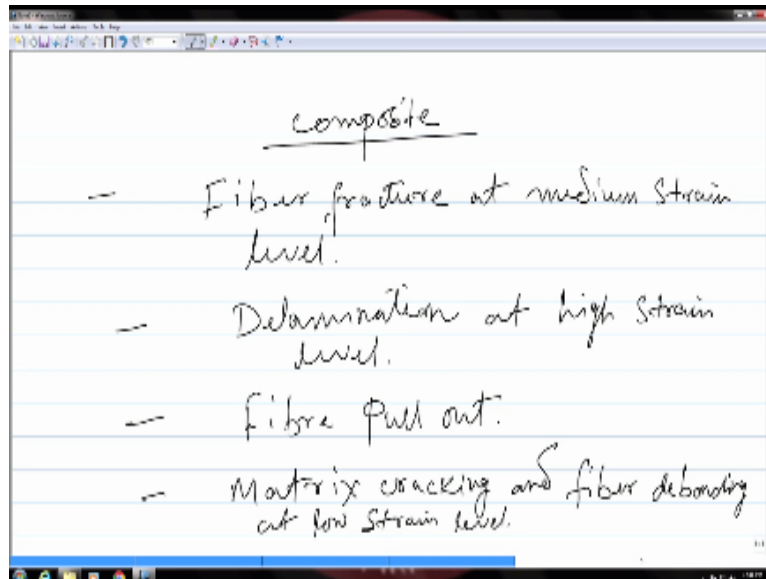 composite
- Fiber fracture at medium strain
level.
- Delamination at high strain
level.
- Fibre Pull out.
- Matrix cracking and fiber debonding
at low strain level.